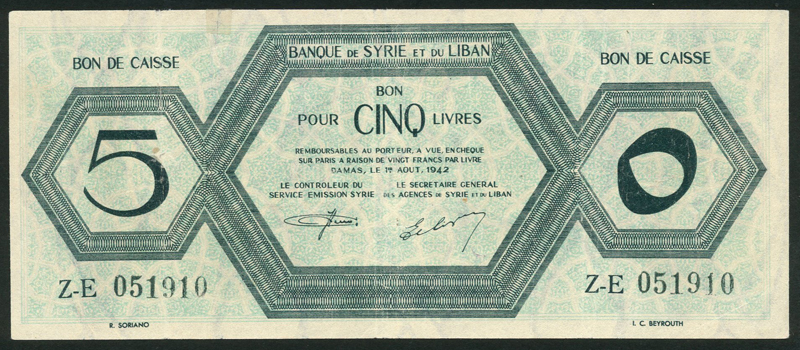 BANQUE DE SYRIE ET DU LIBAN
BON DE CAISSE
BON DE CAISSE
BON
POUR CINQ LIVRES
REMBOURSABLES AU PORTEUR, A VUE, EN CHEQUE
SUR PARIS A RAISON DE VINGT FRANCS PAR LIVRE
DAMAS, LE 1er AOUT, 1942
LE CONTROLEUR DU
SERVICE-EMISSION SYRIE
LE SECRETAIRE GENERAL
DES AGENCES DE SYRIE ET DU LIBAN
5
٥
Z-E 051910
Z-E 051910
R. SORIANO
I. C. BEYROUTH